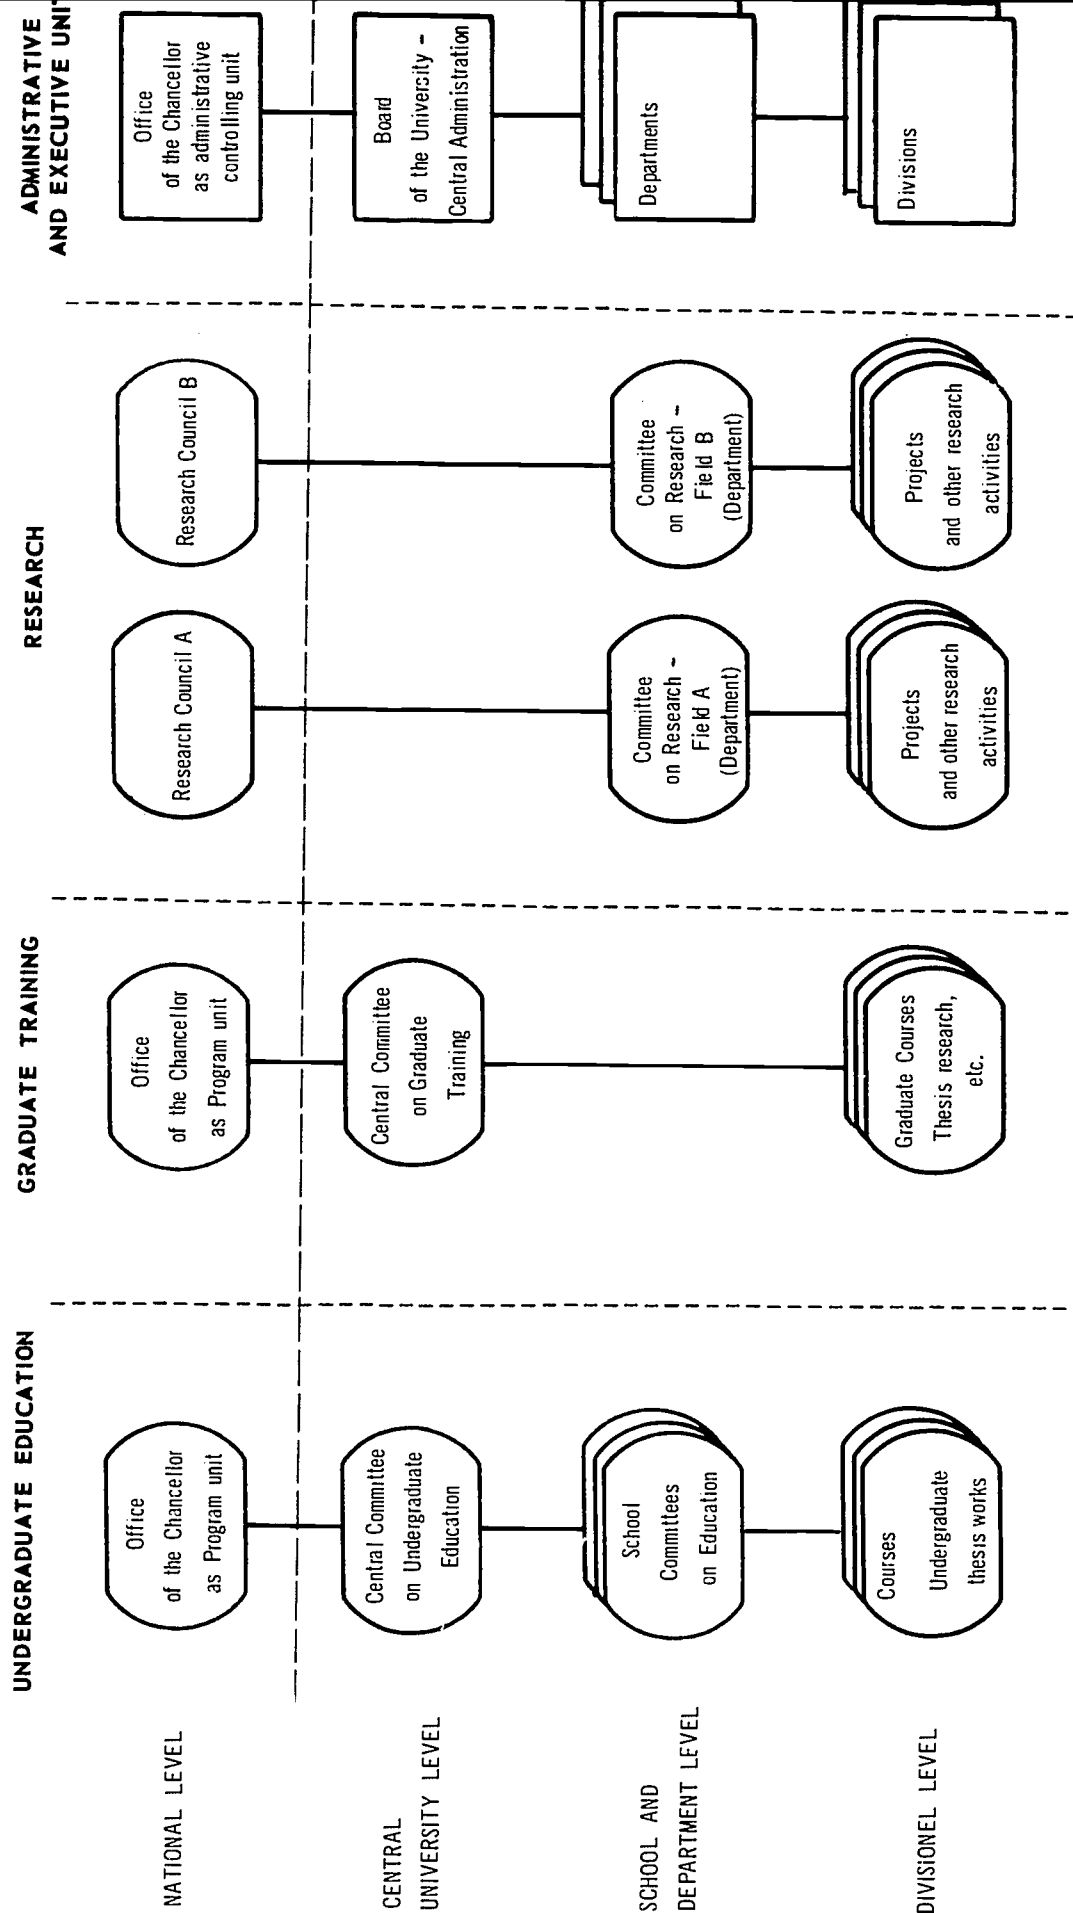 UNDERGRADUATE EDUCATION
GRADUATE TRAINING
RESEARCH
ADMINISTRATIVE
AND EXECUTIVE UNIT
NATIONAL LEVEL
Office
of the Chancellor
as Program unit
Office
of the Chancellor
as Program unit
Research Council A
Research Council B
Office
of the Chancellor
as administrative
controlling unit
CENTRAL
UNIVERSITY LEVEL
Central Committee
on Undergraduate
Education
Central Committee
on Graduate
Training
Board
of the University –
Central Administration
SCHOOL AND
DEPARTMENT LEVEL
School
Committees
on Education
Committee
on Research –
Field A
(Department)
Committee
on Research –
Field B
(Department)
Departments
DIVISIONEL LEVEL
Courses
Undergraduate
thesis works
Graduate Courses
Thesis research,
etc.
Projects
and other research
activities
Projects
and other research
activities
Divisions